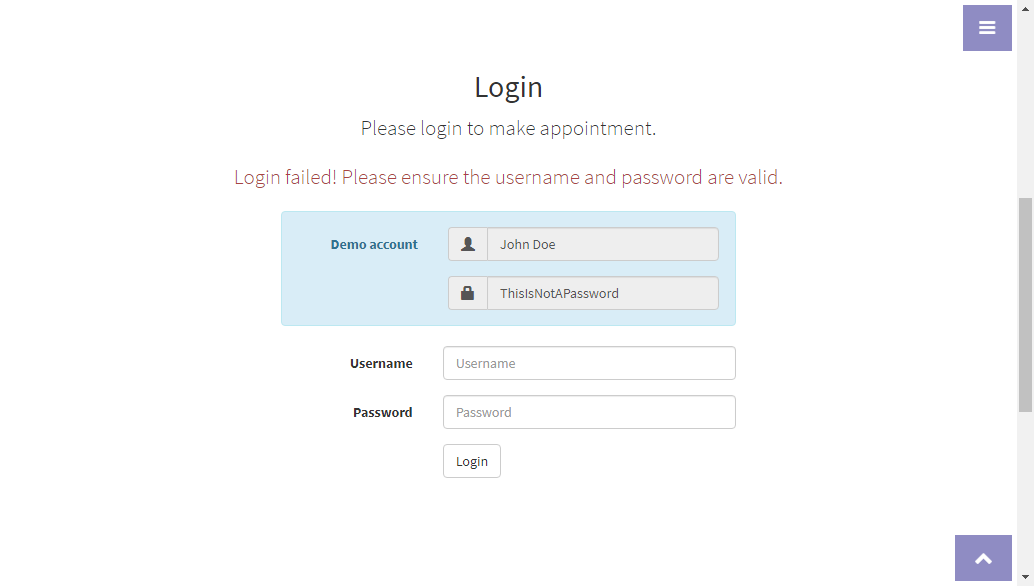 Login
Please login to make appointment.
Login failed! Please ensure the username and password are valid.
Demo account
John Doe
ThisIsNotAPassword
Username
Username
Password
Password
Login